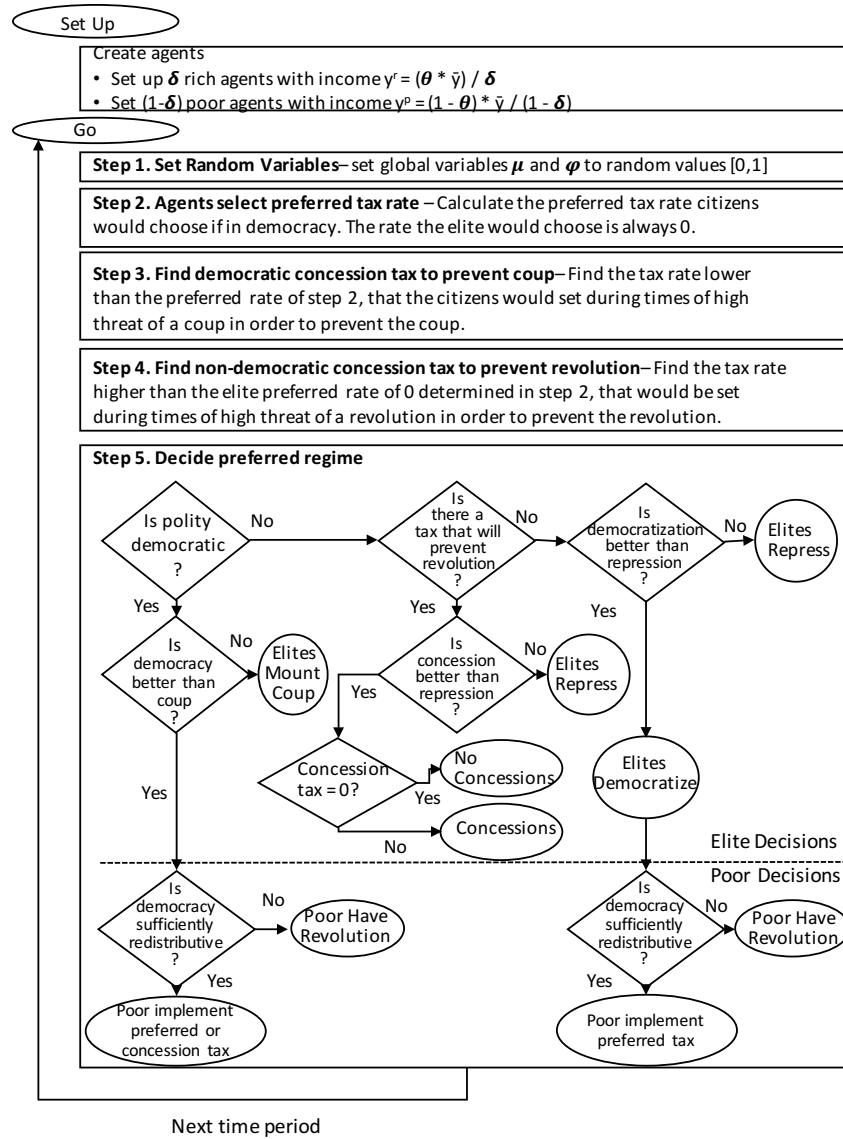 Set Up
Create agents
• Set up δ rich agents with income yʳ = (θ * ȳ) / δ
• Set (1-δ) poor agents with income yᵖ = (1 - θ) * ȳ / (1 - δ)
Go
Step 1. Set Random Variables– set global variables μ and φ to random values [0,1]
Step 2. Agents select preferred tax rate – Calculate the preferred tax rate citizens
would choose if in democracy. The rate the elite would choose is always 0.
Step 3. Find democratic concession tax to prevent coup– Find the tax rate lower
than the preferred rate of step 2, that the citizens would set during times of high
threat of a coup in order to prevent the coup.
Step 4. Find non-democratic concession tax to prevent revolution– Find the tax rate
higher than the elite preferred rate of 0 determined in step 2, that would be set
during times of high threat of a revolution in order to prevent the revolution.
Step 5. Decide preferred regime
Is polity
democratic
?
No
Is
there a
tax that will
prevent
revolution
?
No
Is
democratization
better than
repression
?
No
Elites
Repress
Yes
Yes
Yes
Is
democracy
better than
coup
?
No
Elites
Mount
Coup
Is
concession
better than
repression?
?
No
Elites
Repress
Yes
Concession
tax = 0?
Yes
No
Concessions
No
Concessions
Elites
Democratize
Yes
Elite Decisions
Poor Decisions
Is
democracy
sufficiently
redistributive
?
No
Poor Have
Revolution
Yes
Poor implement
preferred or
concession tax
Is
democracy
sufficiently
redistributive
?
No
Poor Have
Revolution
Yes
Poor implement
preferred tax
Next time period